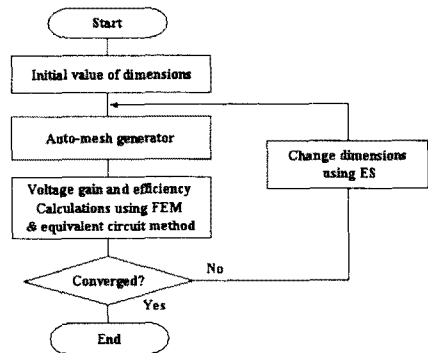 Start
Initial value of dimensions
Auto-mesh generator
Change dimensions
using ES
Voltage gain and efficiency
Calculations using FEM
& equivalent circuit method
Converged?
No
Yes
End